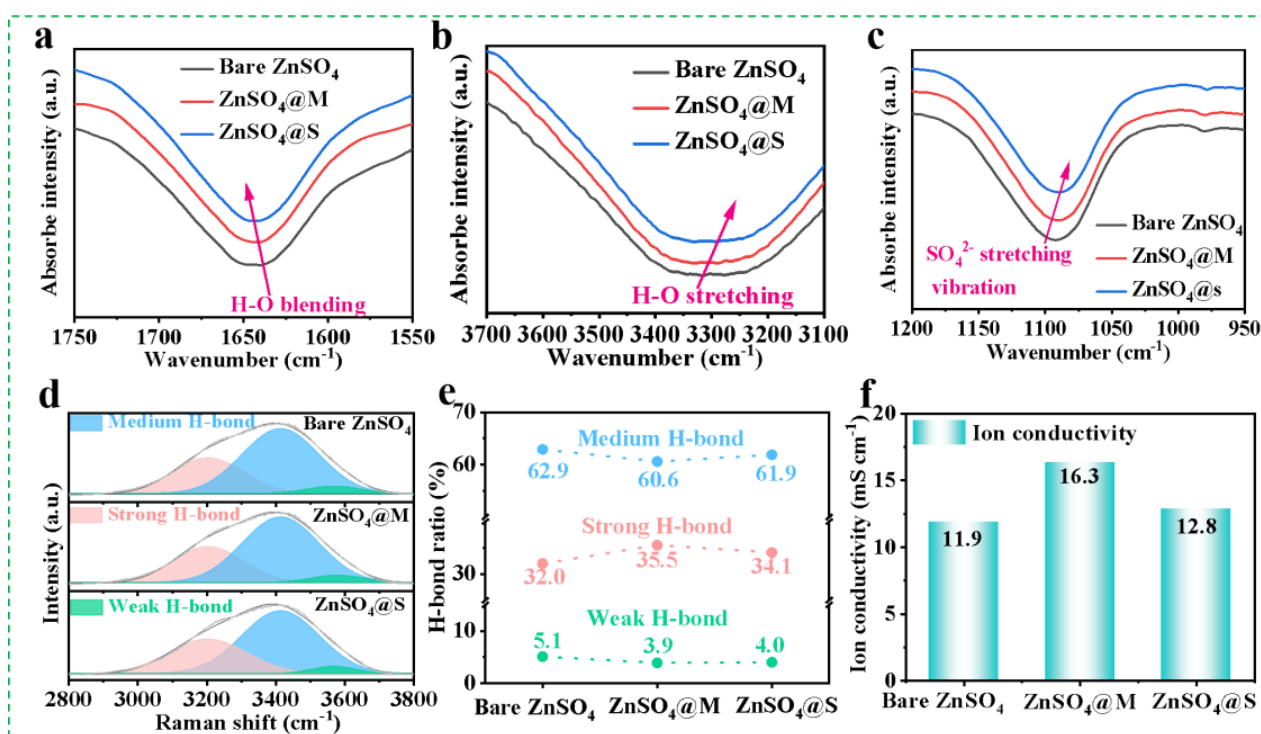 a
Bare ZnSO₄
ZnSO₄@M
ZnSO₄@S
H-O blending
Absorbe intensity (a.u.)
1750 1700 1650 1600 1550
Wavenumber (cm⁻¹)
b
Bare ZnSO₄
ZnSO₄@M
ZnSO₄@S
H-O stretching
Absorbe intensity (a.u.)
3700 3600 3500 3400 3300 3200 3100
Wavenumber (cm⁻¹)
c
Bare ZnSO₄
ZnSO₄@M
ZnSO₄@s
SO₄²⁻ stretching
vibration
Absorbe intensity (a.u.)
1200 1150 1100 1050 1000 950
Wavenumber (cm⁻¹)
d
Medium H-bond
Bare ZnSO₄
Strong H-bond
ZnSO₄@M
Weak H-bond
ZnSO₄@S
Intensity (a.u.)
2800 3000 3200 3400 3600 3800
Raman shift (cm⁻¹)
e
H-bond ratio (%)
70
60
30
10
0
Medium H-bond
62.9 60.6 61.9
Strong H-bond
32.0 35.5 34.1
Weak H-bond
5.1 3.9 4.0
Bare ZnSO₄ ZnSO₄@M ZnSO₄@S
f
Ion conductivity (mS cm⁻¹)
20
15
10
5
0
Ion conductivity
11.9 16.3 12.8
Bare ZnSO₄ ZnSO₄@M ZnSO₄@S